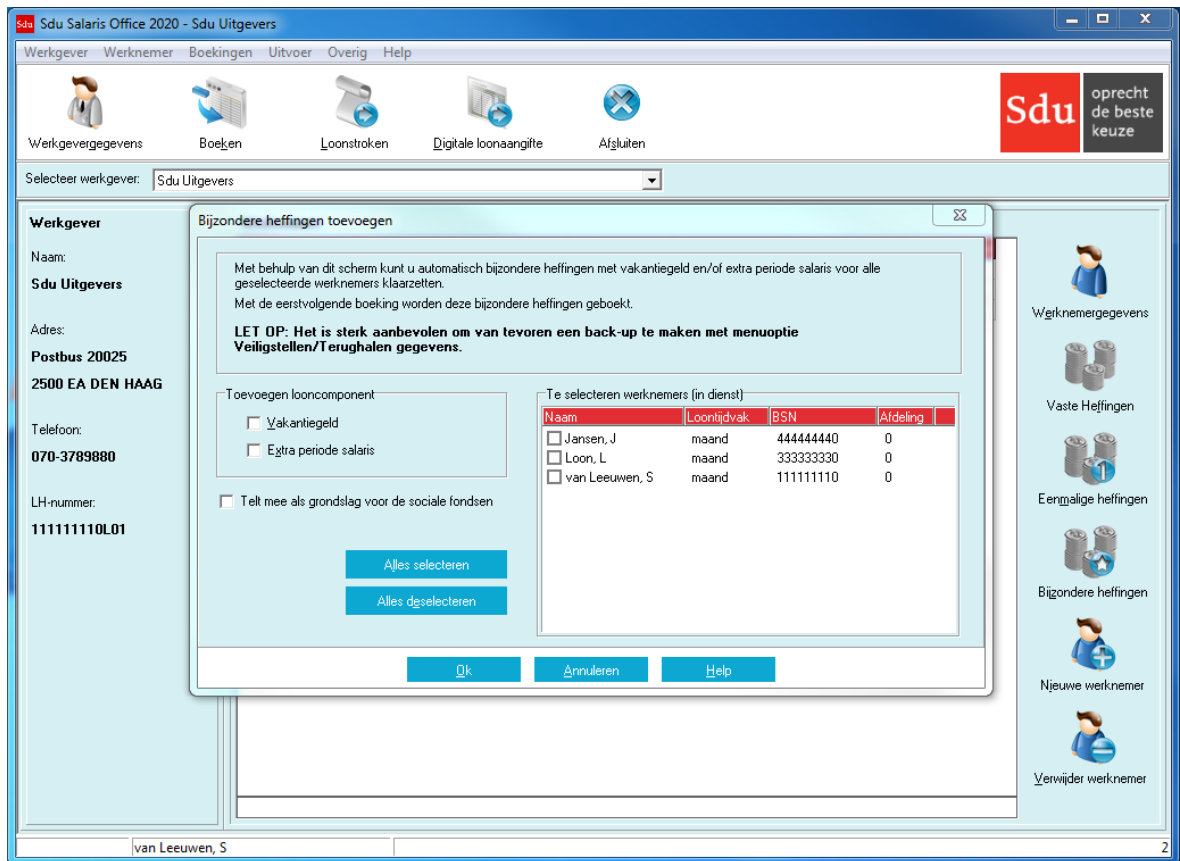 Sdu Sdu Salaris Office 2020 - Sdu Uitgevers
Werkgever Werknemer Boekingen Uitvoer Overig Help
Werkgevergegevens Boeken Loonstroken Digitale loonaangifte Afsluiten
Sdu
oprecht
de beste
keuze
Selecteer werkgever: Sdu Uitgevers
Werkgever
Naam:
Sdu Uitgevers
Adres:
Postbus 20025
2500 EA DEN HAAG
Telefoon:
070-3789880
LH-nummer:
111111110L01
Bijzondere heffingen toevoegen
Met behulp van dit scherm kunt u automatisch bijzondere heffingen met vakantiegeld en/of extra periode salaris voor alle
geselecteerde werknemers klaarzetten.
Met de eerstvolgende boeking worden deze bijzondere heffingen geboekt.
LET OP: Het is sterk aanbevolen om van tevoren een back-up te maken met menuoptie
Veiligstellen/Terughalen gegevens.
Toevoegen looncomponent
Vakantiegeld
Extra periode salaris
Telt mee als grondslag voor de sociale fondsen
Alles selecteren
Alles deselecteren
Te selecteren werknemers (in dienst)
Naam Loontijdvak BSN Afdeling
Jansen, J maand 444444440 0
Loon, L maand 333333330 0
van Leeuwen, S maand 111111110 0
Ok Annuleren Help
Werknemergegevens
Vaste Heffingen
1
Eenmalige heffingen
Bijzondere heffingen
Nieuwe werknemer
Verwijder werknemer
van Leeuwen, S 2